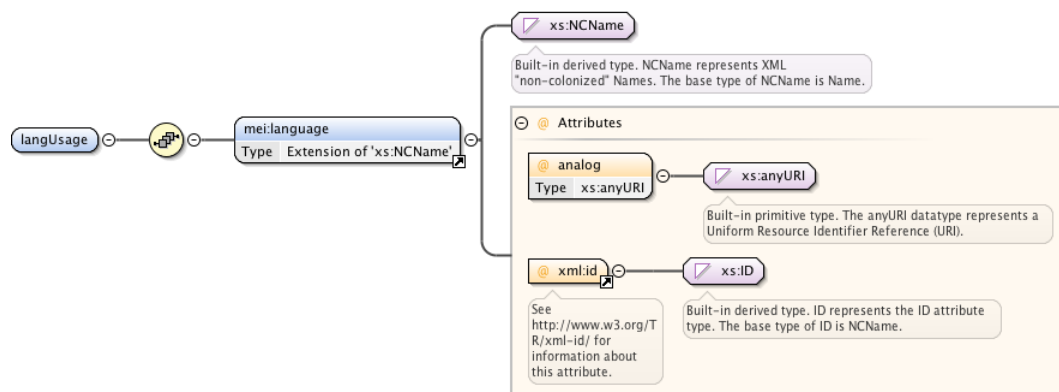 xs:NCName
Built-in derived type. NCName represents XML
"non-colonized" Names. The base type of NCName is Name.
langUsage
mei:language
Type Extension of 'xs:NCName'
@ Attributes
@ analog
Type xs:anyURI
xs:anyURI
Built-in primitive type. The anyURI datatype represents a
Uniform Resource Identifier Reference (URI).
@ xml:id
xs:ID
See
http://www.w3.org/T
R/xml-id/ for
information about
this attribute.
Built-in derived type. ID represents the ID attribute
type. The base type of ID is NCName.